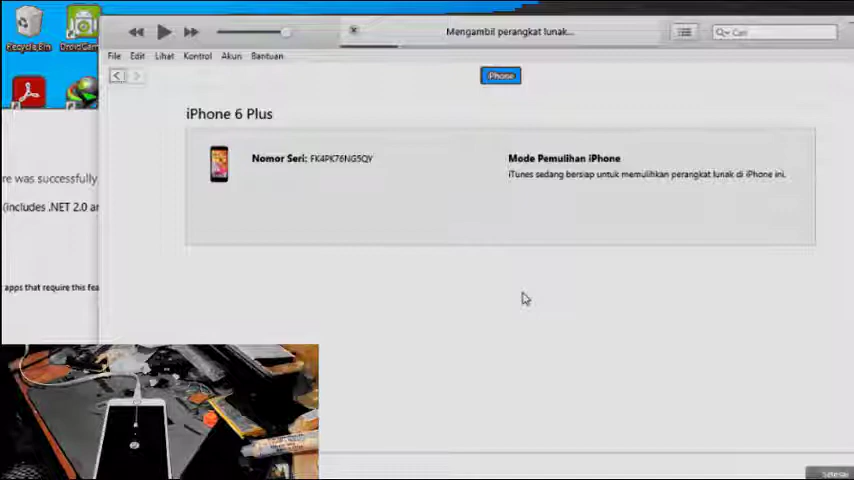 Recycle Bin
DroidCam
Mengambil perangkat lunak...
Cari
File Edit Lihat Kontrol Akun Bantuan
iPhone
iPhone 6 Plus
Nomor Seri: FK4PK76NG5QV
Mode Pemulihan iPhone
iTunes sedang bersiap untuk memulihkan perangkat lunak di iPhone ini.
re was successfully
(includes .NET 2.0 ar
apps that require this fea
Selesai